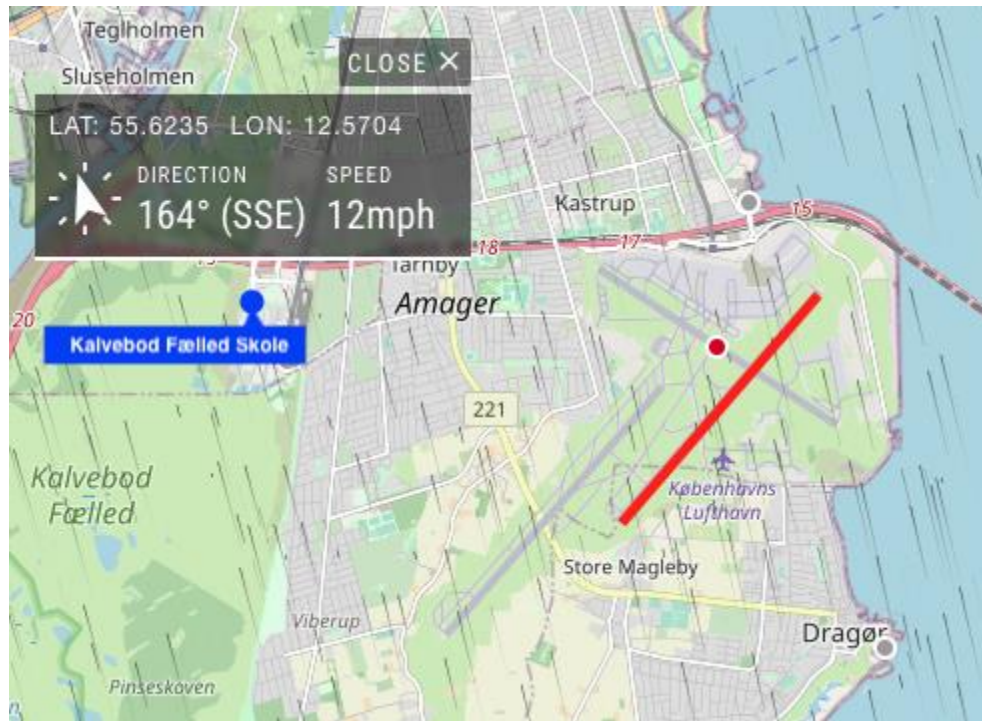 Teglholmen
CLOSE ×
Sluseholmen
LAT: 55.6235 LON: 12.5704
DIRECTION
SPEED
164° (SSE)
12mph
Kastrup
15
17
18
Tårnby
Amager
20
Kalvebod Fælled Skole
221
Kalvebod
Fælled
Københavns
Lufthavn
Store Magleby
Viberup
Dragør
Pinseskoven